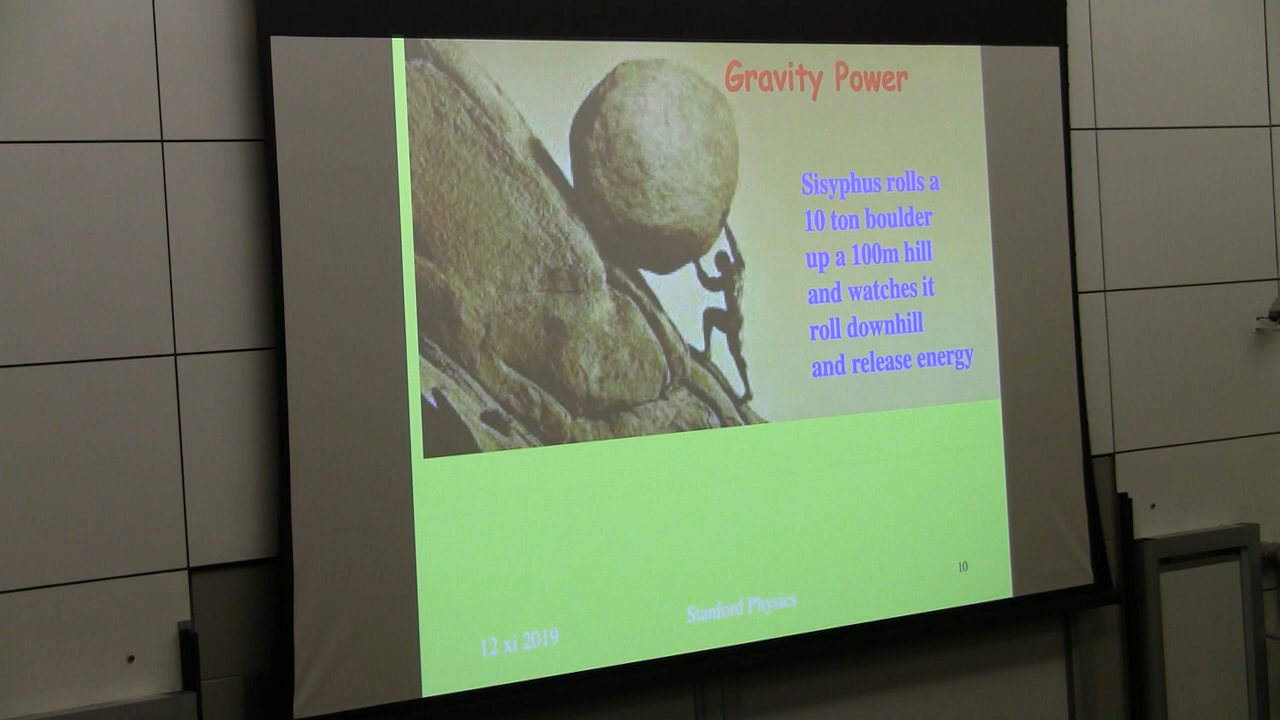 Gravity Power
Sisyphus rolls a
10 ton boulder
up a 100m hill
and watches it
roll downhill
and release energy
10
Stanford Physics
12 xi 2019